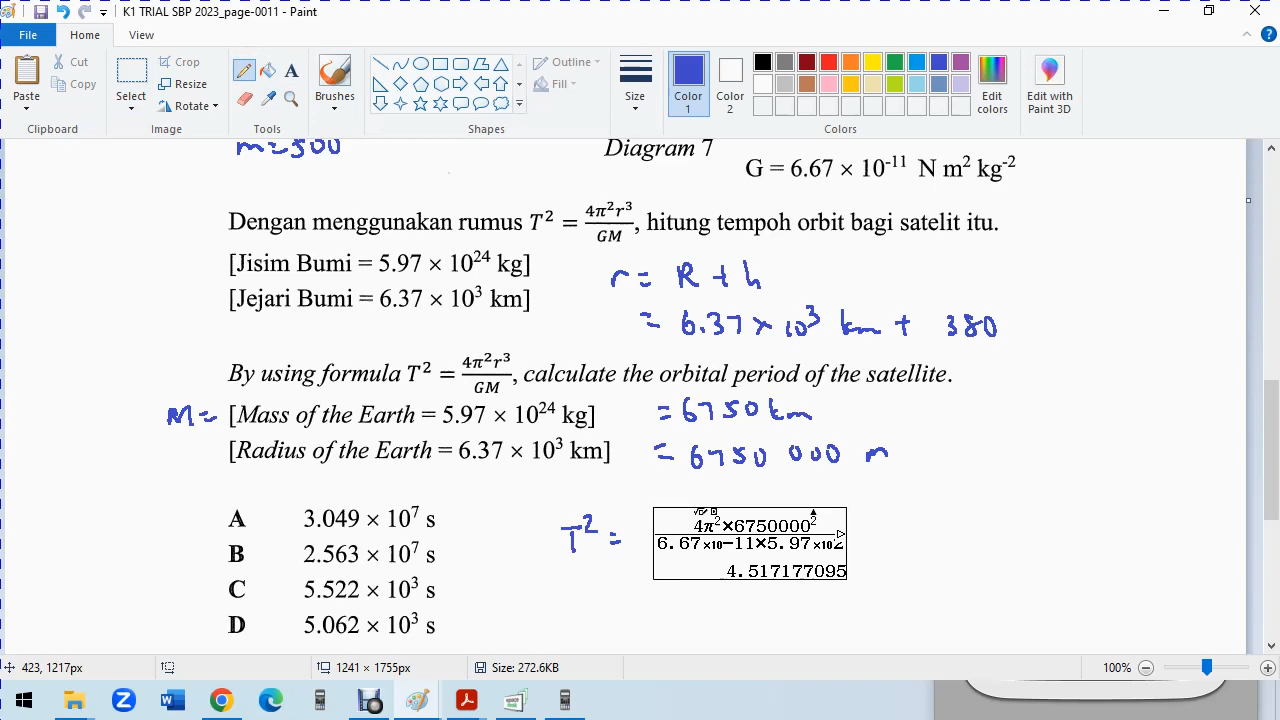 K1 TRIAL SBP 2023_page-0011 - Paint
File Home View
Paste Cut Copy Select Crop Resize Rotate Brushes Outline Fill Size Color 1 Color 2 Edit colors Edit with Paint 3D
Clipboard Image Tools Shapes Colors
m=500
Diagram 7
G = 6.67 × 10⁻¹¹ N m² kg⁻²
Dengan menggunakan rumus T² = 4π²r³/GM, hitung tempoh orbit bagi satelit itu.
[Jisim Bumi = 5.97 × 10²⁴ kg]
r = R + h
[Jejari Bumi = 6.37 × 10³ km]
= 6.37 × 10³ km + 380
By using formula T² = 4π²r³/GM, calculate the orbital period of the satellite.
M = [Mass of the Earth = 5.97 × 10²⁴ kg]
= 6750 km
[Radius of the Earth = 6.37 × 10³ km]
= 6750 000 m
A 3.049 × 10⁷ s
B 2.563 × 10⁷ s
C 5.522 × 10³ s
D 5.062 × 10³ s
T² =
4π²×6750000²
6.67×10-11×5.97×102
4.517177095
423, 1217px 1241 × 1755px Size: 272.6KB 100%